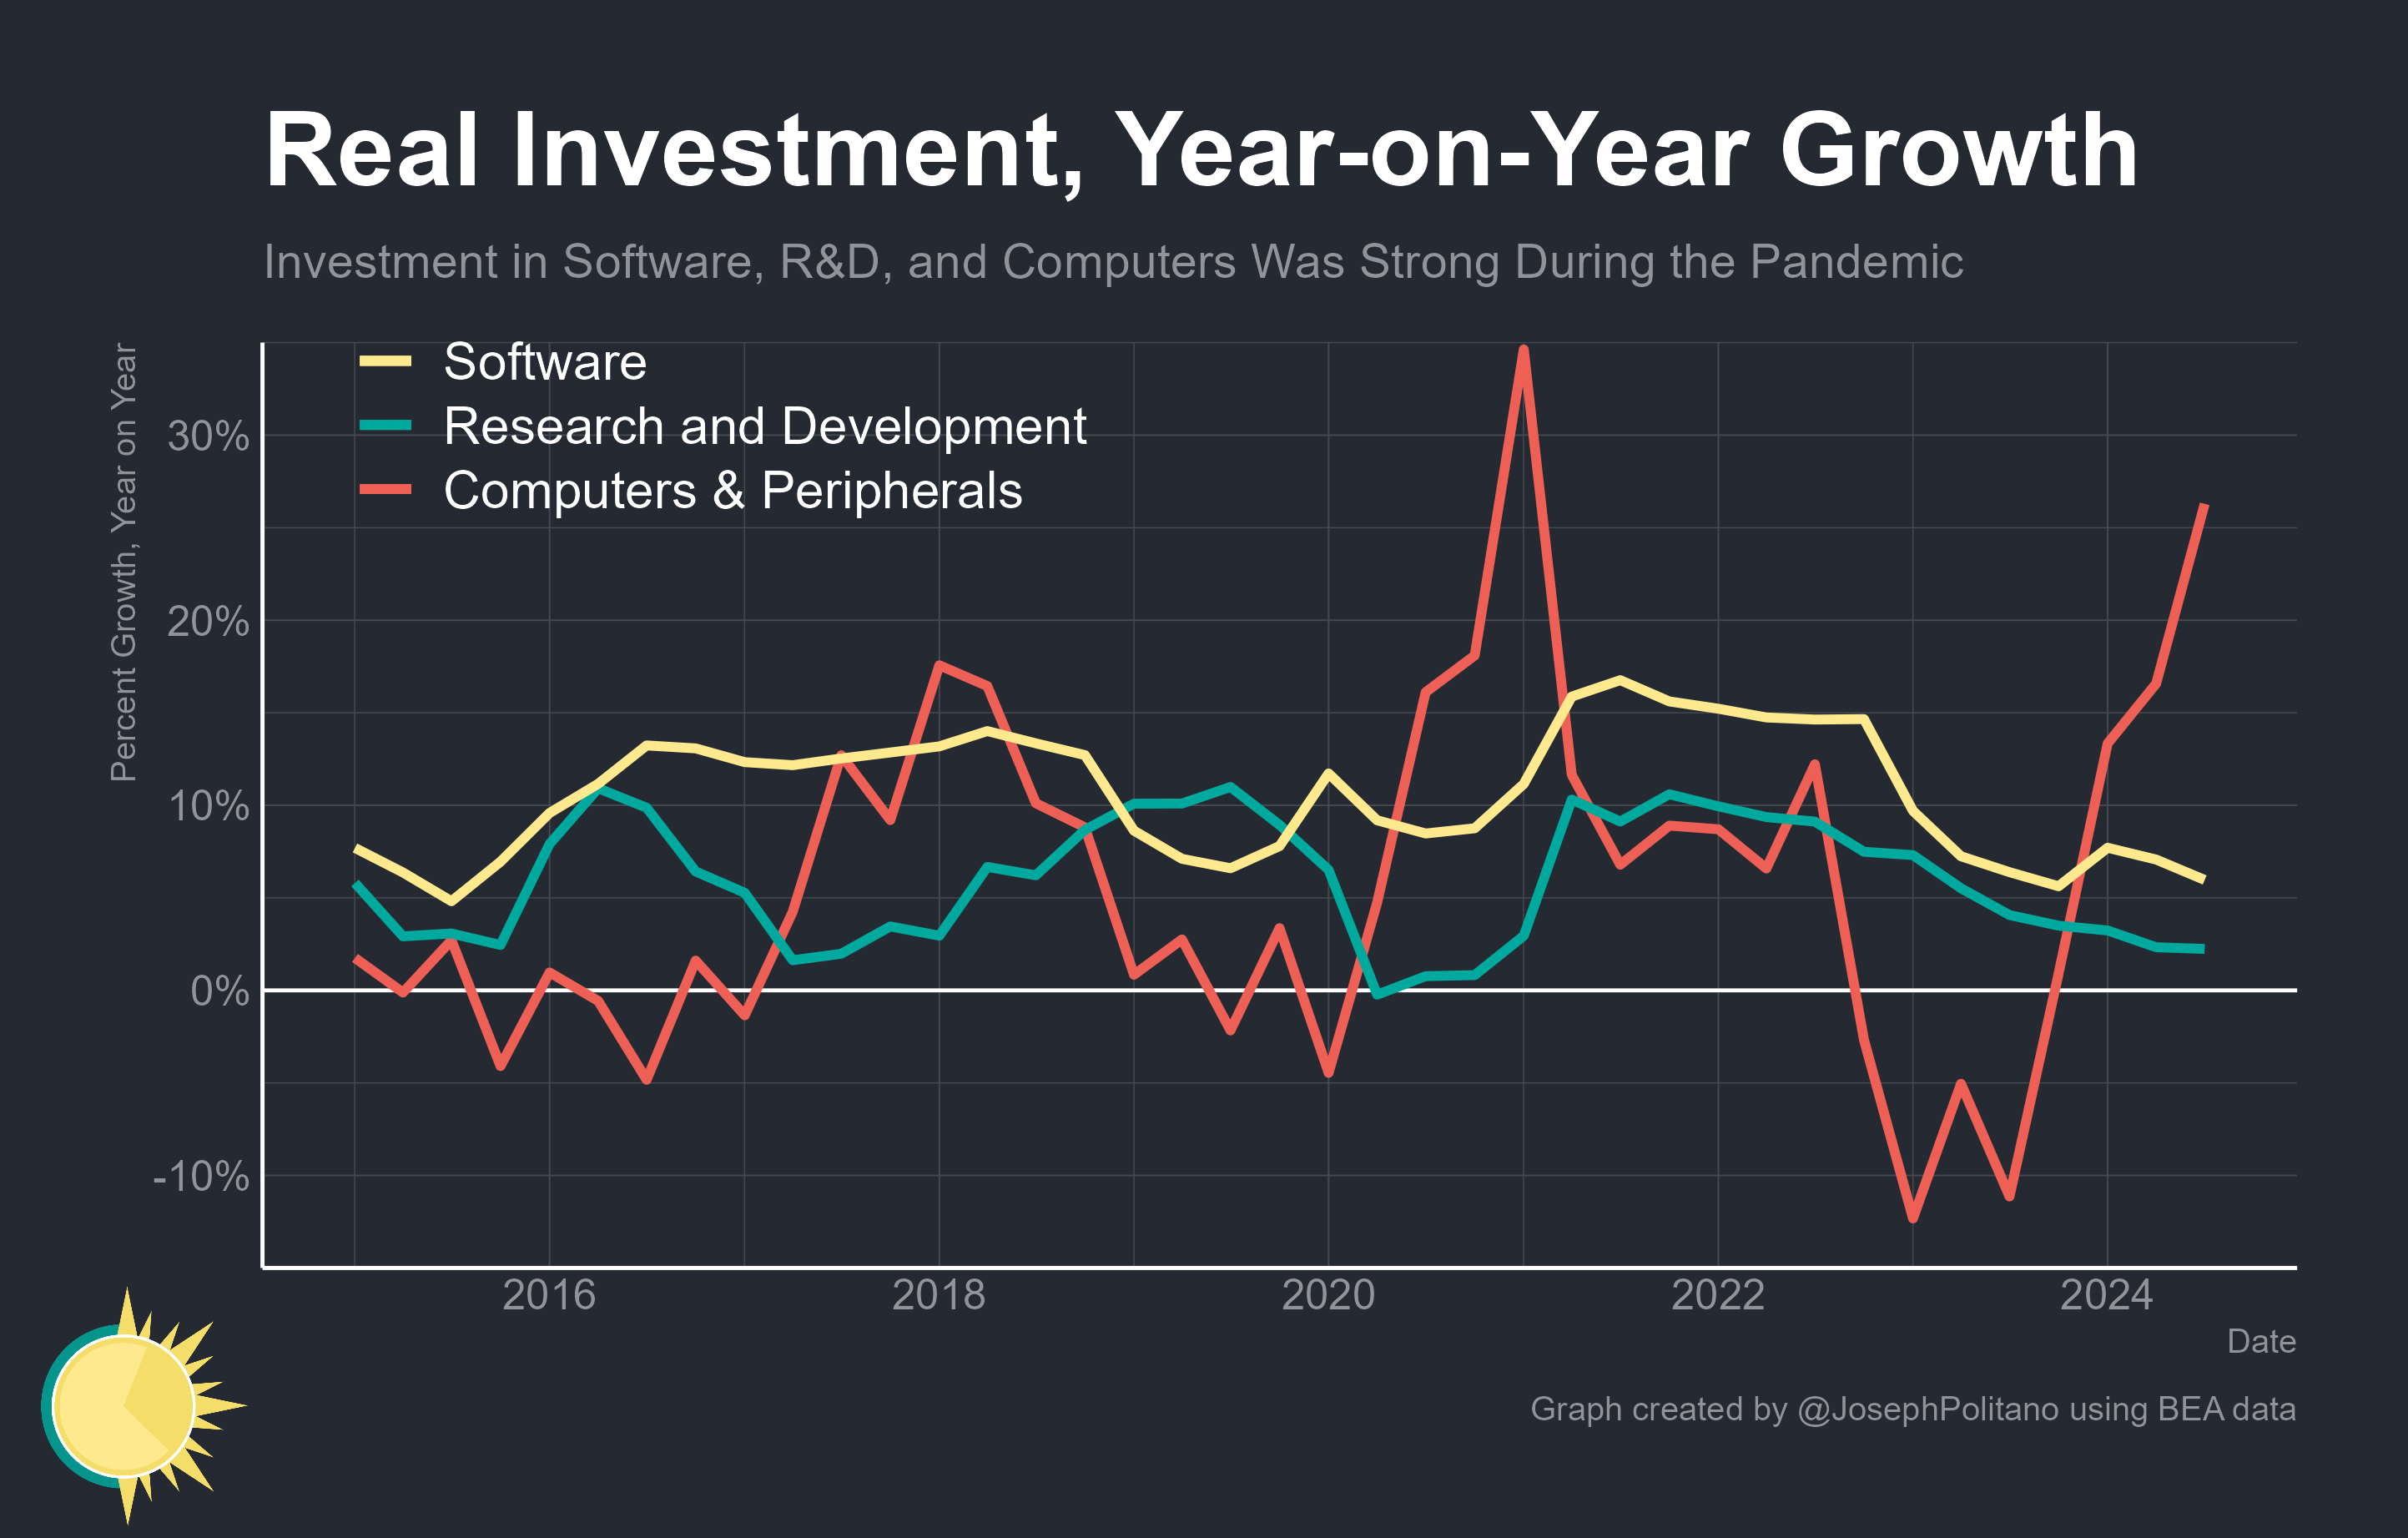 Real Investment, Year-on-Year Growth
Investment in Software, R&D, and Computers Was Strong During the Pandemic
Percent Growth, Year on Year
Software
Research and Development
Computers & Peripherals
30%
20%
10%
0%
-10%
2016 2018 2020 2022 2024
Date
Graph created by @JosephPolitano using BEA data